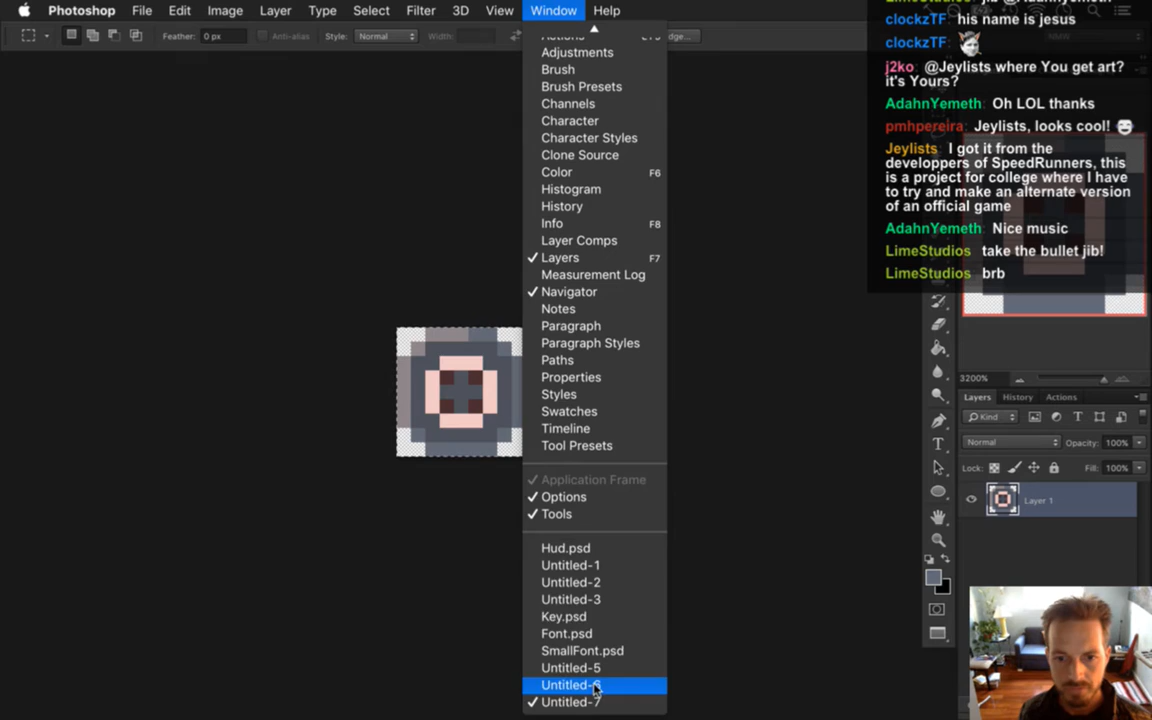 Photoshop File Edit Image Layer Type Select Filter 3D View Window Help
Feather: 0 px Anti-alias Style: Normal Width:
Adjustments
Brush
Brush Presets
Channels
Character
Character Styles
Clone Source
Color F6
Histogram
History
Info F8
Layer Comps
Layers F7
Measurement Log
Navigator
Notes
Paragraph
Paragraph Styles
Paths
Properties
Styles
Swatches
Timeline
Tool Presets
Application Frame
Options
Tools
Hud.psd
Untitled-1
Untitled-2
Untitled-3
Key.psd
Font.psd
SmallFont.psd
Untitled-5
Untitled-6
Untitled-7
clockzTF: his name is jesus
clockzTF:
j2ko: @Jeylists where You get art?
it's Yours?
AdahnYemeth: Oh LOL thanks
pmhpereira: Jeylists, looks cool!
Jeylists: I got it from the
developpers of SpeedRunners, this
is a project for college where I have
to try and make an alternate version
of an official game
AdahnYemeth: Nice music
LimeStudios: take the bullet jib!
LimeStudios: brb
3200%
Layers History Actions
Kind
Normal Opacity: 100%
Lock: Fill: 100%
Layer 1